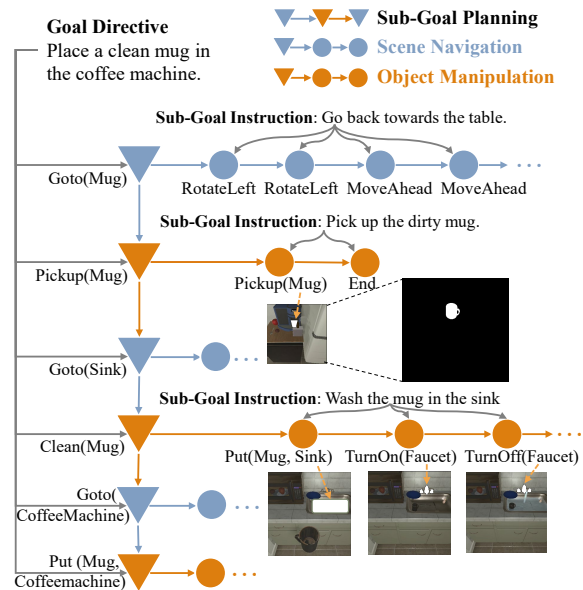 Goal Directive
Place a clean mug in
the coffee machine.
Sub-Goal Planning
Scene Navigation
Object Manipulation
Sub-Goal Instruction: Go back towards the table.
Goto(Mug)
RotateLeft RotateLeft MoveAhead MoveAhead
Sub-Goal Instruction: Pick up the dirty mug.
Pickup(Mug)
Pickup(Mug) End
Goto(Sink)
Sub-Goal Instruction: Wash the mug in the sink
Clean(Mug)
Put(Mug, Sink) TurnOn(Faucet) TurnOff(Faucet)
Goto(
CoffeeMachine)
Put (Mug,
Coffeemachine)